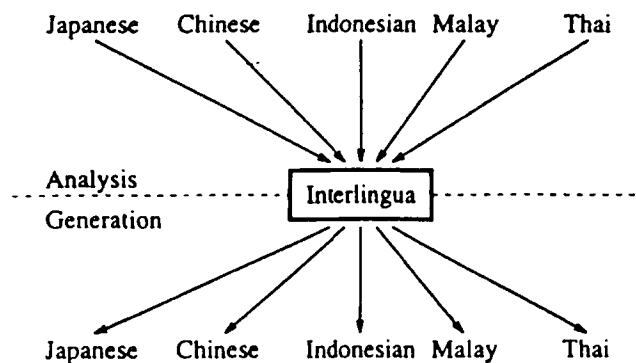 Japanese Chinese Indonesian Malay Thai
Analysis
Interlingua
Generation
Japanese Chinese Indonesian Malay Thai